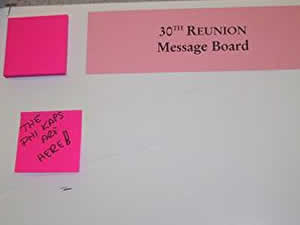 30TH REUNION
Message Board
THE
PHI KAPS
ARE
HERE!